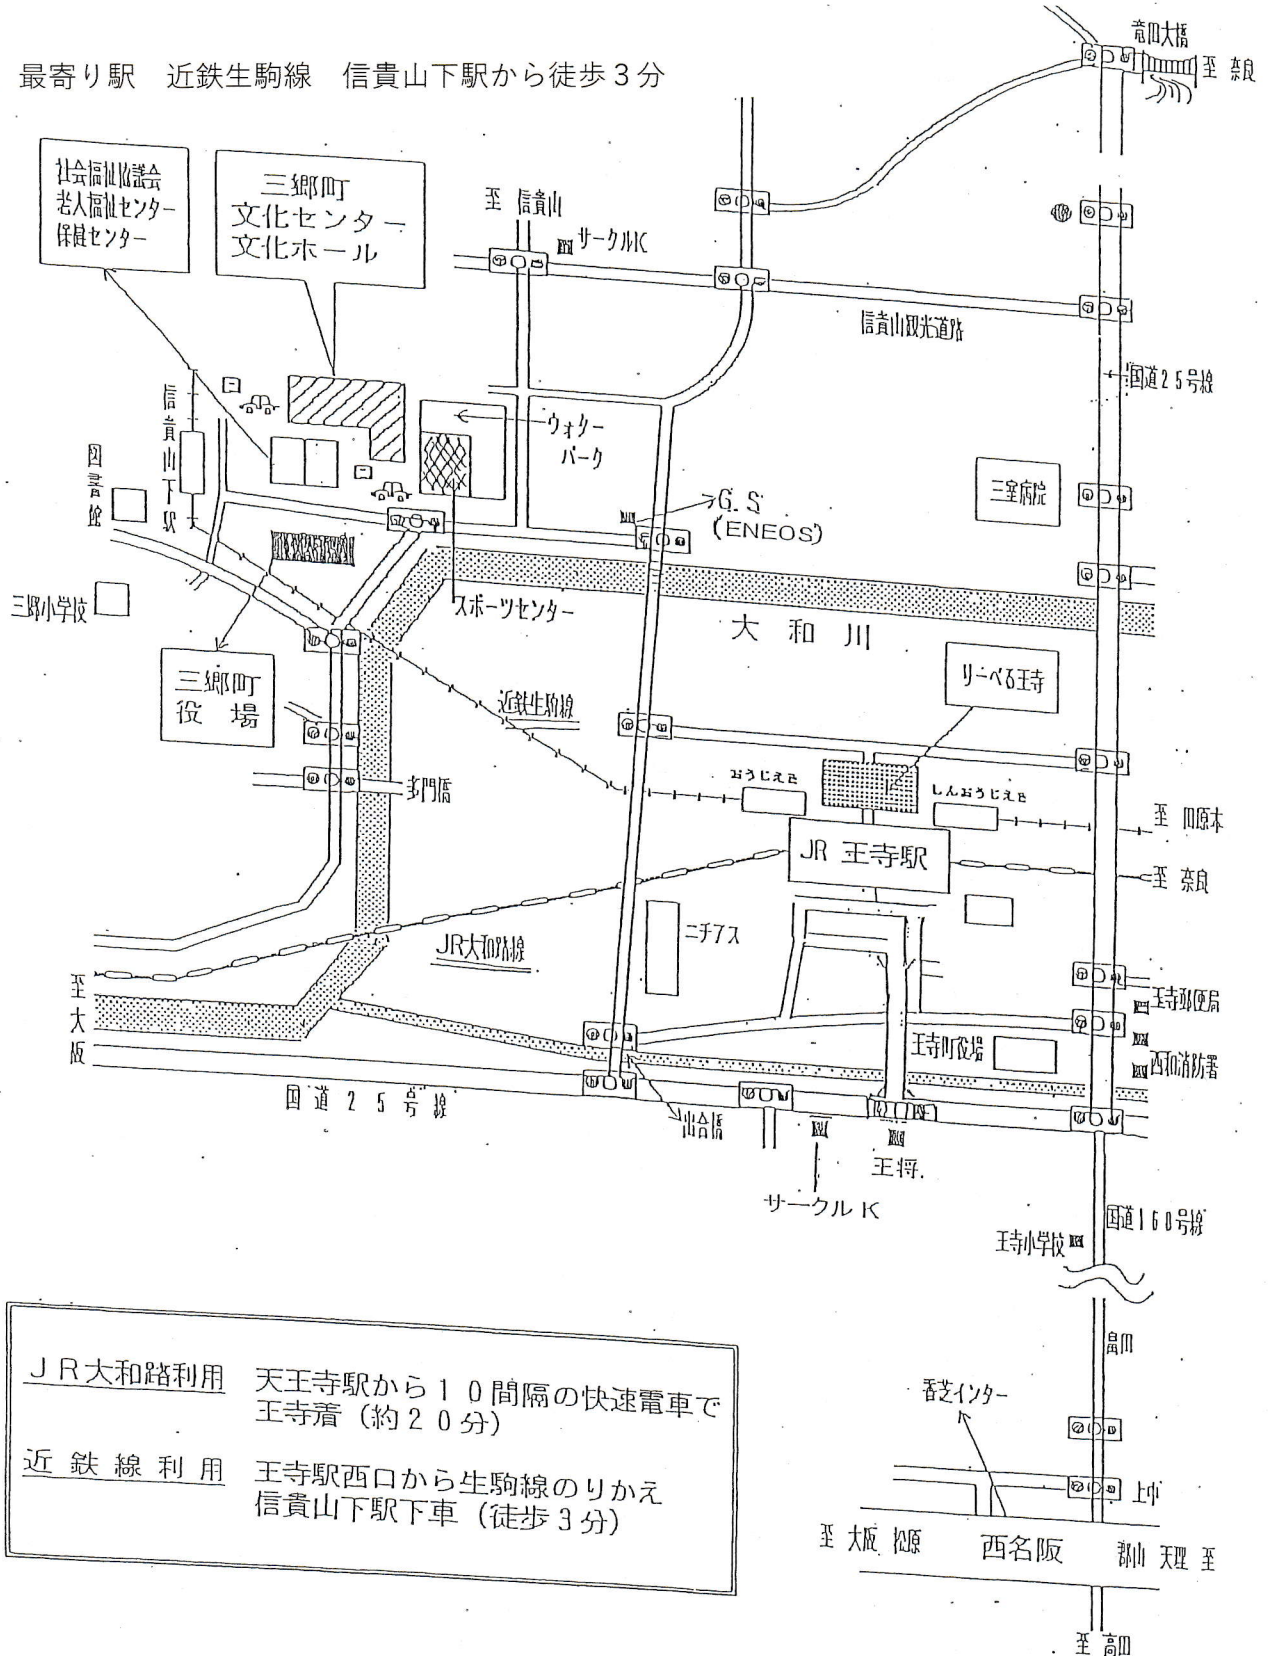 最寄り駅　近鉄生駒線　信貴山下駅から徒歩３分
竜田大橋
至 奈良
社会福祉協議会
老人福祉センター
保健センター
三郷町
文化センター
文化ホール
至 信貴山
サークルK
信貴山観光道路
国道25号線
信貴山下駅
図書館
ウォター
パーク
G.S
(ENEOS)
三室病院
三郷小学校
スポーツセンター
大和川
三郷町
役場
りーべる王寺
近鉄生駒線
多門橋
おうじえき
しんおうじえき
至 田原本
JR 王寺駅
至 奈良
ニチアス
JR大和路線
至大阪
王寺郵便局
王寺町役場
西和消防署
国道25号線
出合橋
王将
サークルK
国道160号線
王寺小学校
畠田
香芝インター
上中
至 大阪 松原
西名阪
郡山 天理 至
至 高田
ＪＲ大和路利用　天王寺駅から１０間隔の快速電車で
王寺着（約２０分）
近鉄線利用　王寺駅西口から生駒線のりかえ
信貴山下駅下車（徒歩３分）